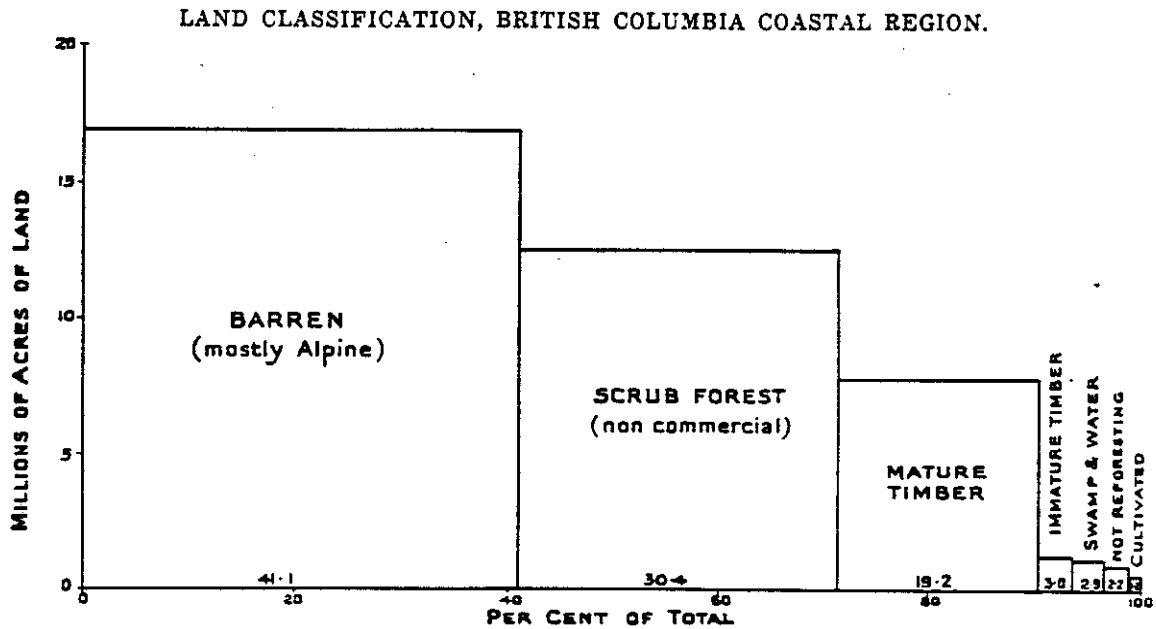 LAND CLASSIFICATION, BRITISH COLUMBIA COASTAL REGION.
MILLIONS OF ACRES OF LAND
20
15
10
5
0
BARREN
(mostly Alpine)
SCRUB FOREST
(non commercial)
MATURE
TIMBER
IMMATURE TIMBER
SWAMP & WATER
NOT REFORESTING
CULTIVATED
41·1
30·4
19·2
3·0
2·9
2·2
0
20
40
60
80
100
PER CENT OF TOTAL